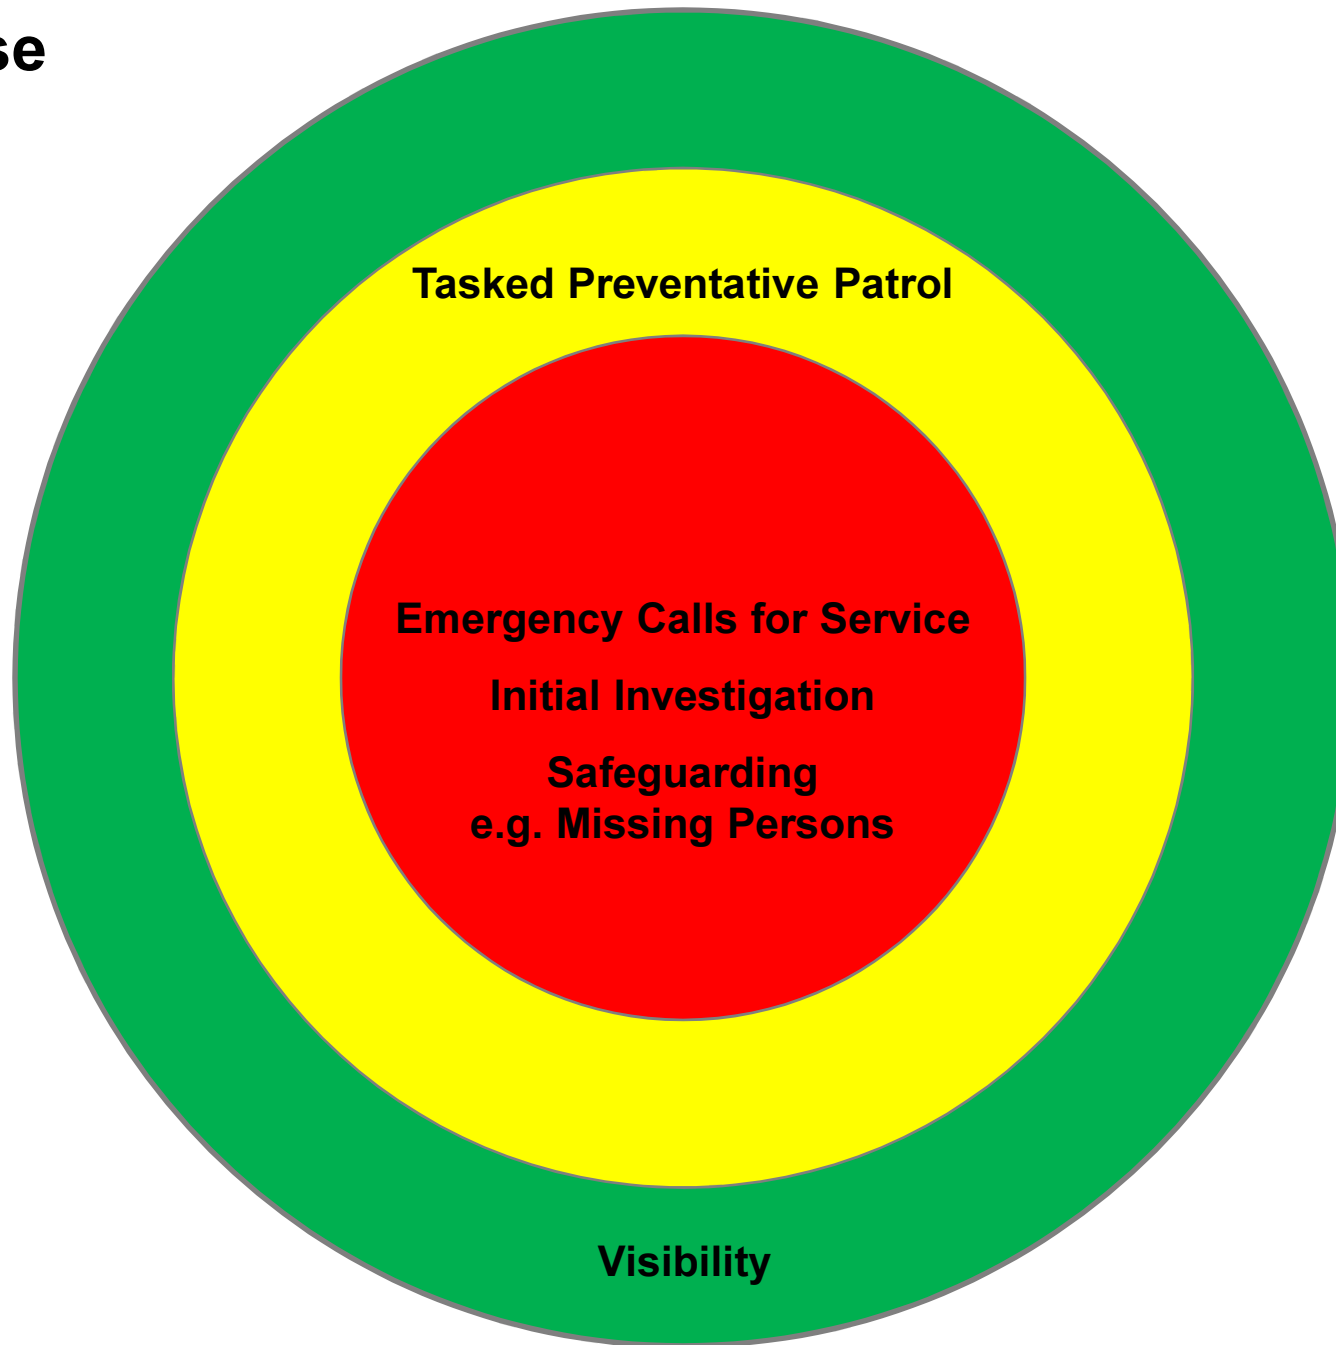 se
Tasked Preventative Patrol
Emergency Calls for Service
Initial Investigation
Safeguarding
e.g. Missing Persons
Visibility